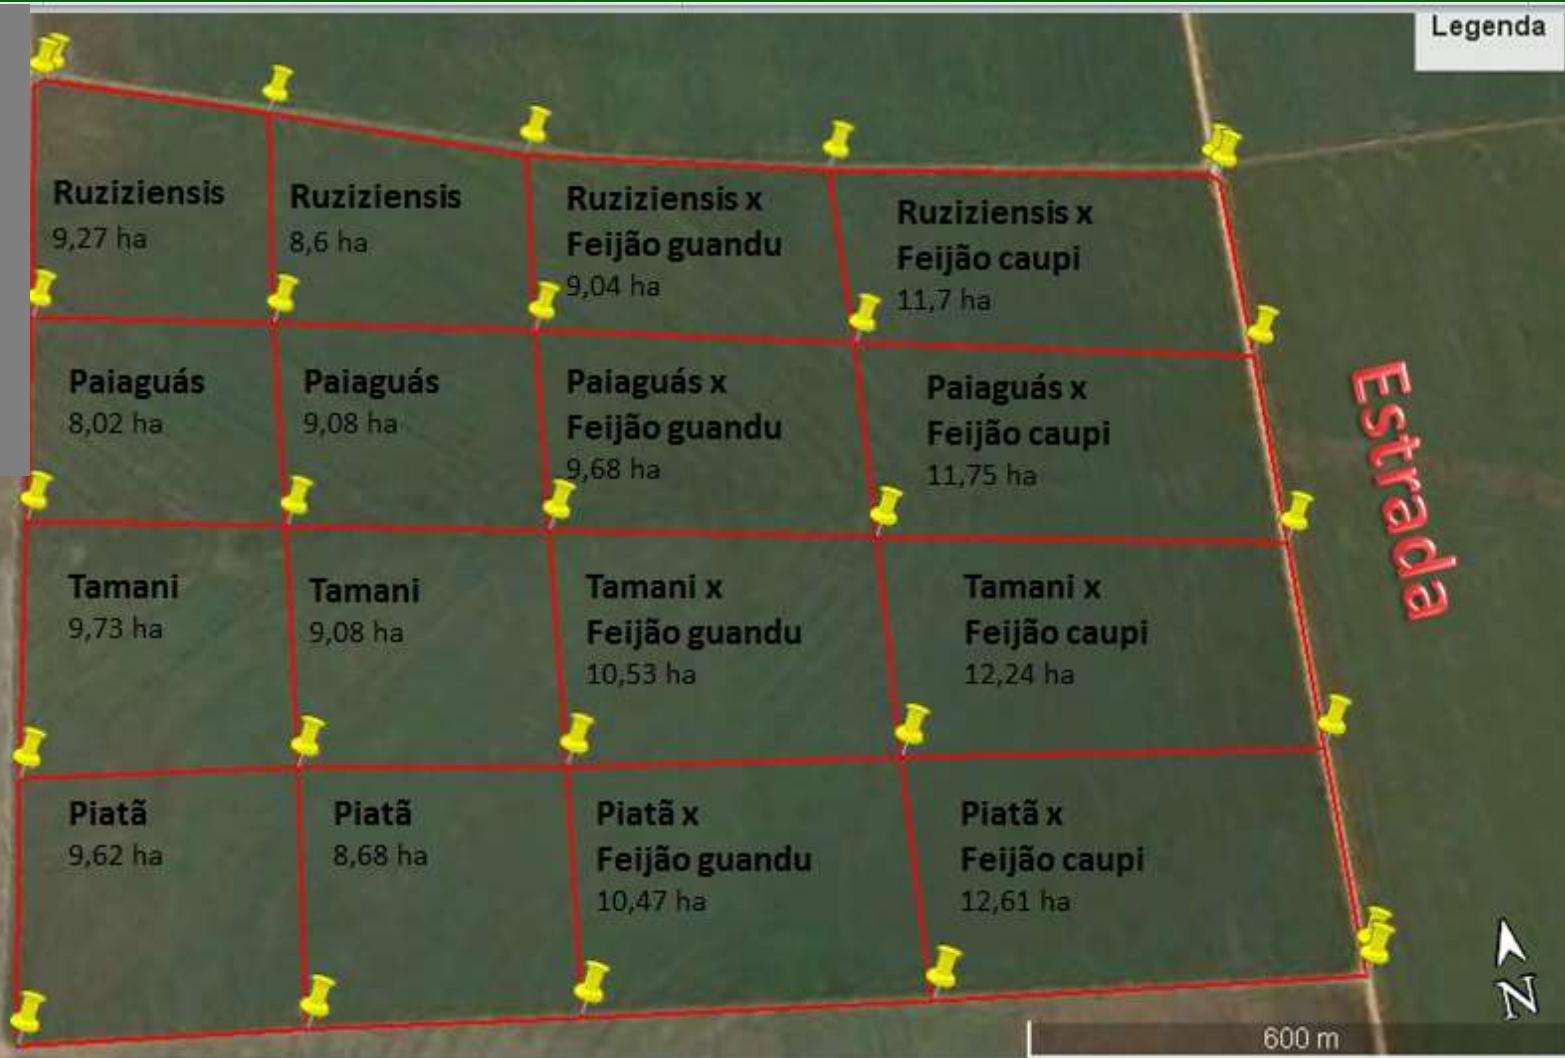 Legenda
Ruziziensis
9,27 ha
Ruziziensis
8,6 ha
Ruziziensis x
Feijão guandu
9,04 ha
Ruziziensis x
Feijão caupi
11,7 ha
Paiaguás
8,02 ha
Paiaguás
9,08 ha
Paiaguás x
Feijão guandu
9,68 ha
Paiaguás x
Feijão caupi
11,75 ha
Estrada
Tamani
9,73 ha
Tamani
9,08 ha
Tamani x
Feijão guandu
10,53 ha
Tamani x
Feijão caupi
12,24 ha
Piatã
9,62 ha
Piatã
8,68 ha
Piatã x
Feijão guandu
10,47 ha
Piatã x
Feijão caupi
12,61 ha
N
600 m